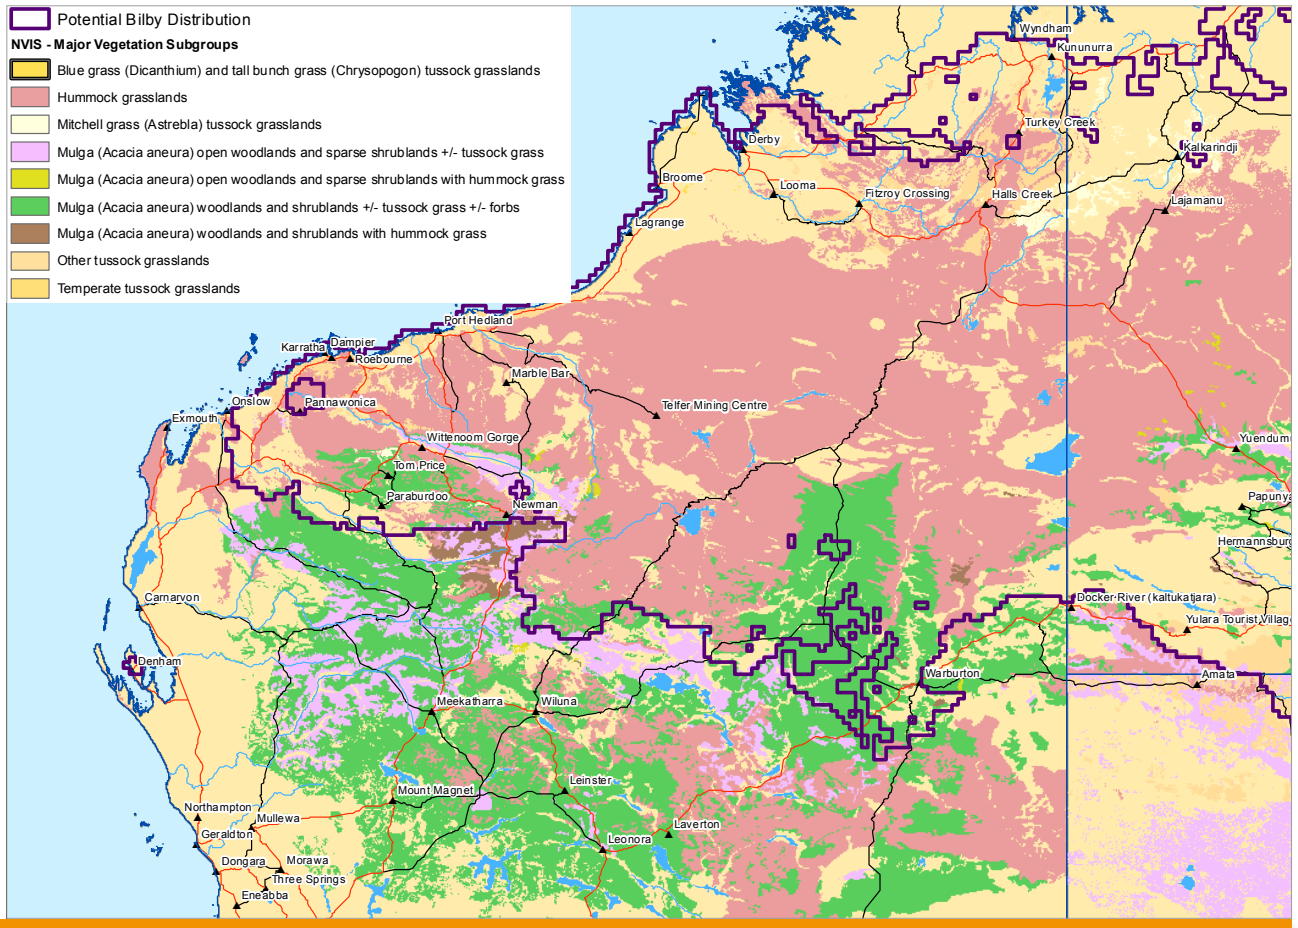 Potential Bilby Distribution
NVIS - Major Vegetation Subgroups
Blue grass (Dicanthium) and tall bunch grass (Chrysopogon) tussock grasslands
Hummock grasslands
Mitchell grass (Astrebla) tussock grasslands
Mulga (Acacia aneura) open woodlands and sparse shrublands +/- tussock grass
Mulga (Acacia aneura) open woodlands and sparse shrublands with hummock grass
Mulga (Acacia aneura) woodlands and shrublands +/- tussock grass +/- forbs
Mulga (Acacia aneura) woodlands and shrublands with hummock grass
Other tussock grasslands
Temperate tussock grasslands
Wyndham
Kununurra
Turkey Creek
Derby
Kalkarindji
Broome
Looma
Fitzroy Crossing
Halls Creek
Lajamanu
Lagrange
Port Hedland
Karratha
Dampier
Roebourne
Marble Bar
Onslow
Pannawonica
Telfer Mining Centre
Exmouth
Wittenoom Gorge
Yuendum
Tom Price
Paraburdoo
Papunya
Newman
Hermannsburg
Carnarvon
Docker River (kaltukatjara)
Yulara Tourist Village
Denham
Warburton
Amata
Meekatharra
Wiluna
Leinster
Mount Magnet
Northampton
Mullewa
Geraldton
Laverton
Leonora
Dongara
Morawa
Three Springs
Eneabba